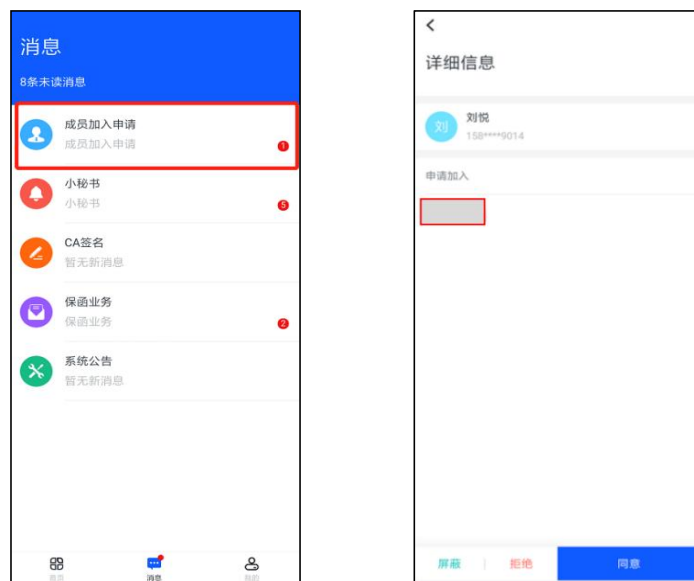 消息
8条未读消息
成员加入申请
成员加入申请
1
小秘书
小秘书
5
CA签名
暂无新消息
保函业务
保函业务
2
系统公告
暂无新消息
首页
消息
我的
详细信息
刘
刘悦
158****9014
申请加入
屏蔽
拒绝
同意